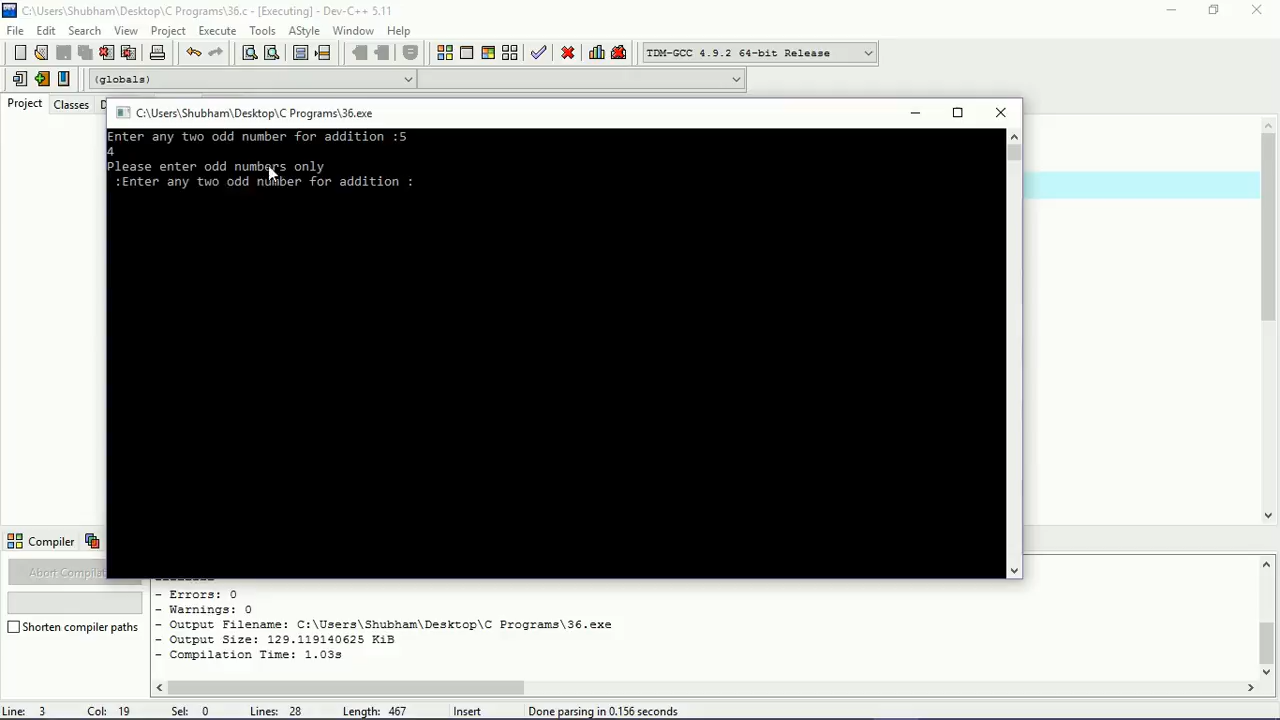 C:\Users\Shubham\Desktop\C Programs\36.c - [Executing] - Dev-C++ 5.11
File Edit Search View Project Execute Tools AStyle Window Help
TDM-GCC 4.9.2 64-bit Release
(globals)
Project Classes D
C:\Users\Shubham\Desktop\C Programs\36.exe
Enter any two odd number for addition :5
4
Please enter odd numbers only
:Enter any two odd number for addition :
Compiler
Abort Compilat
Shorten compiler paths
- Errors: 0
- Warnings: 0
- Output Filename: C:\Users\Shubham\Desktop\C Programs\36.exe
- Output Size: 129.119140625 KiB
- Compilation Time: 1.03s
Line: 3 Col: 19 Sel: 0 Lines: 28 Length: 467 Insert Done parsing in 0.156 seconds